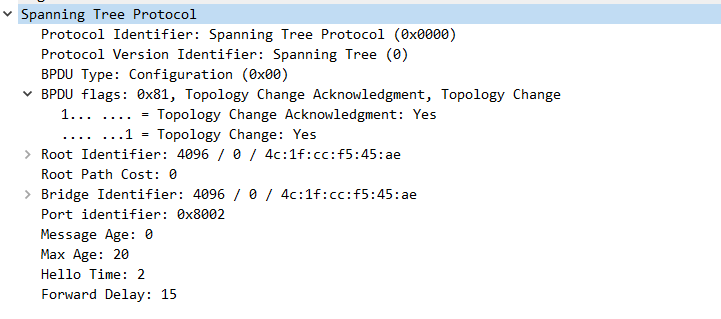 Spanning Tree Protocol
Protocol Identifier: Spanning Tree Protocol (0x0000)
Protocol Version Identifier: Spanning Tree (0)
BPDU Type: Configuration (0x00)
BPDU flags: 0x81, Topology Change Acknowledgment, Topology Change
1... .... = Topology Change Acknowledgment: Yes
.... ...1 = Topology Change: Yes
Root Identifier: 4096 / 0 / 4c:1f:cc:f5:45:ae
Root Path Cost: 0
Bridge Identifier: 4096 / 0 / 4c:1f:cc:f5:45:ae
Port identifier: 0x8002
Message Age: 0
Max Age: 20
Hello Time: 2
Forward Delay: 15